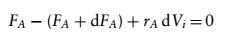 F_A − (F_A + dF_A) + r_A dV_i = 0